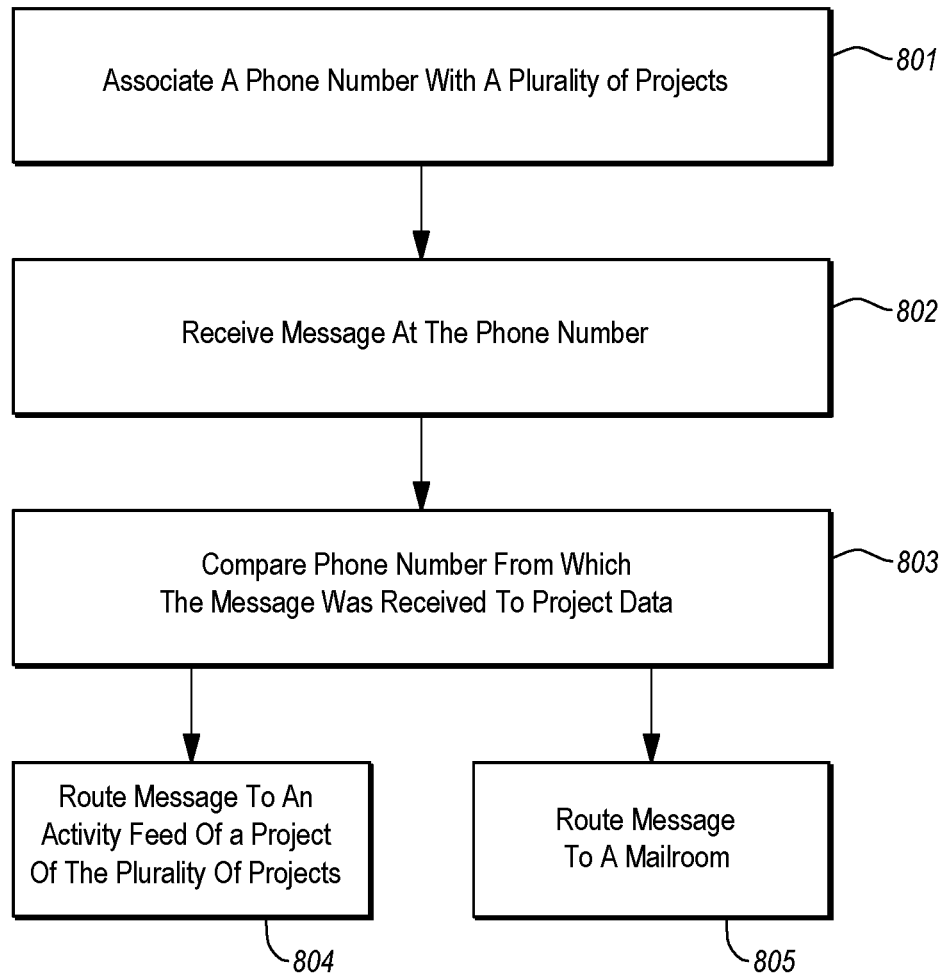 Associate A Phone Number With A Plurality of Projects
801
Receive Message At The Phone Number
802
Compare Phone Number From Which
The Message Was Received To Project Data
803
Route Message To An
Activity Feed Of a Project
Of The Plurality Of Projects
804
Route Message
To A Mailroom
805